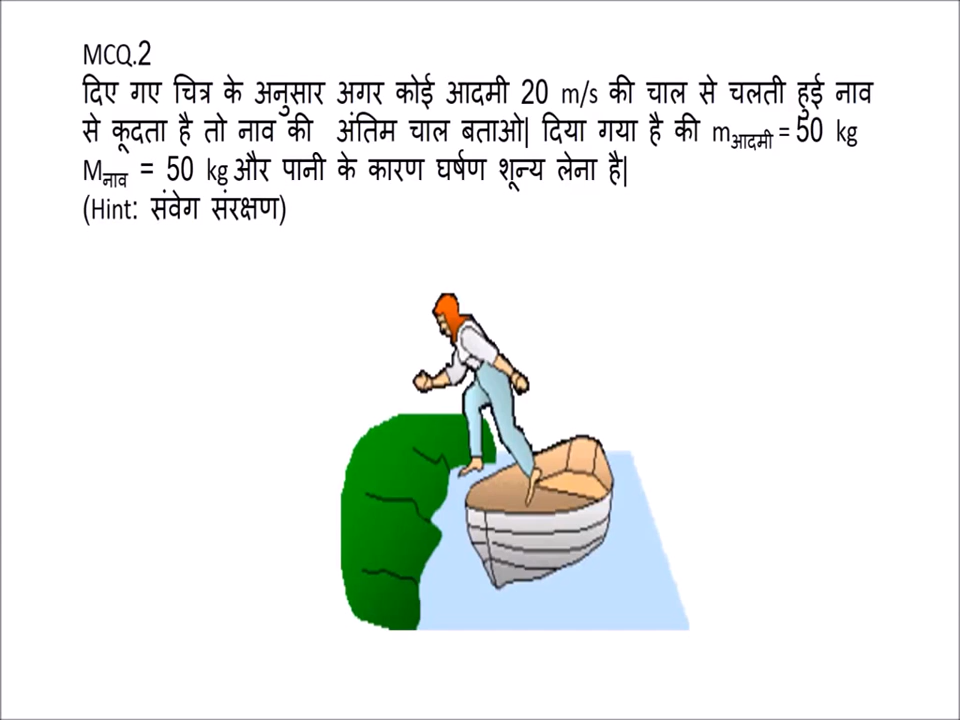 MCQ.2
दिए गए चित्र के अनुसार अगर कोई आदमी 20 m/s की चाल से चलती हुई नाव
से कूदता है तो नाव की अंतिम चाल बताओ| दिया गया है की mआदमी = 50 kg
Mनाव = 50 kg और पानी के कारण घर्षण शून्य लेना है|
(Hint: संवेग संरक्षण)